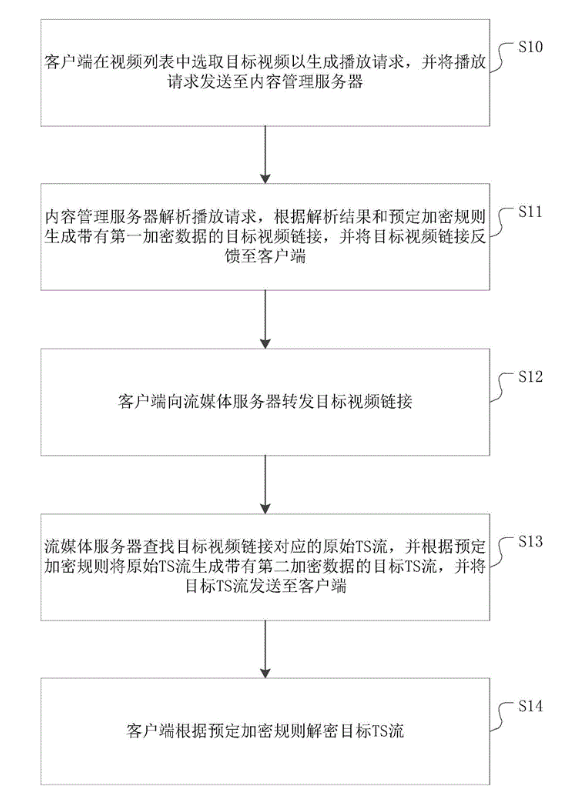 客户端在视频列表中选取目标视频以生成播放请求，并将播放
请求发送至内容管理服务器
S10
内容管理服务器解析播放请求，根据解析结果和预定加密规则
生成带有第一加密数据的目标视频链接，并将目标视频链接反
馈至客户端
S11
客户端向流媒体服务器转发目标视频链接
S12
流媒体服务器查找目标视频链接对应的原始TS流，并根据预定
加密规则将原始TS流生成带有第二加密数据的目标TS流，并将
目标TS流发送至客户端
S13
客户端根据预定加密规则解密目标TS流
S14